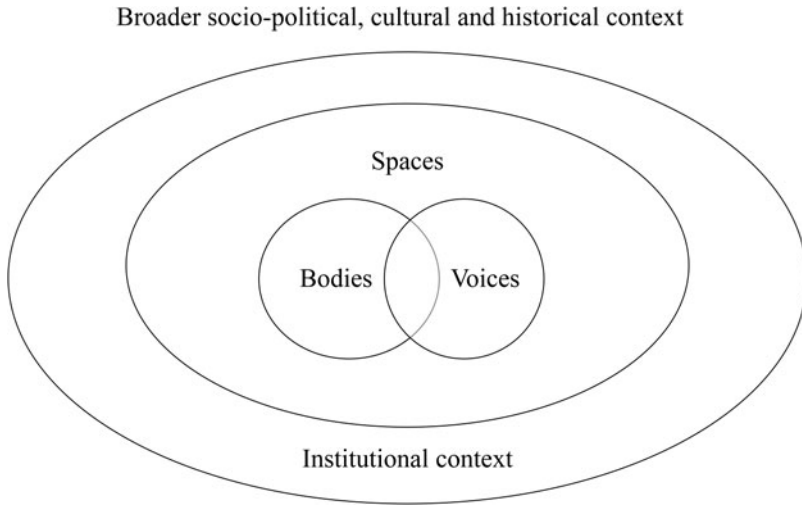 Broader socio-political, cultural and historical context
Spaces
Bodies
Voices
Institutional context